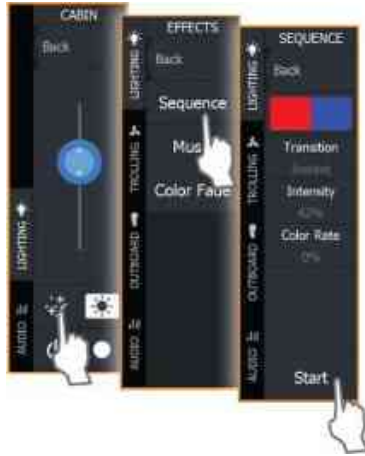 CABIN
Back
LIGHTING
AUDIO
EFFECTS
Back
Sequence
Mus
Color Fade
LIGHTING
TROLLING
OUTBOARD
AUDIO
SEQUENCE
Back
Transition
Intensity
42%
Color Rate
0%
Start
LIGHTING
TROLLING
OUTBOARD
AUDIO